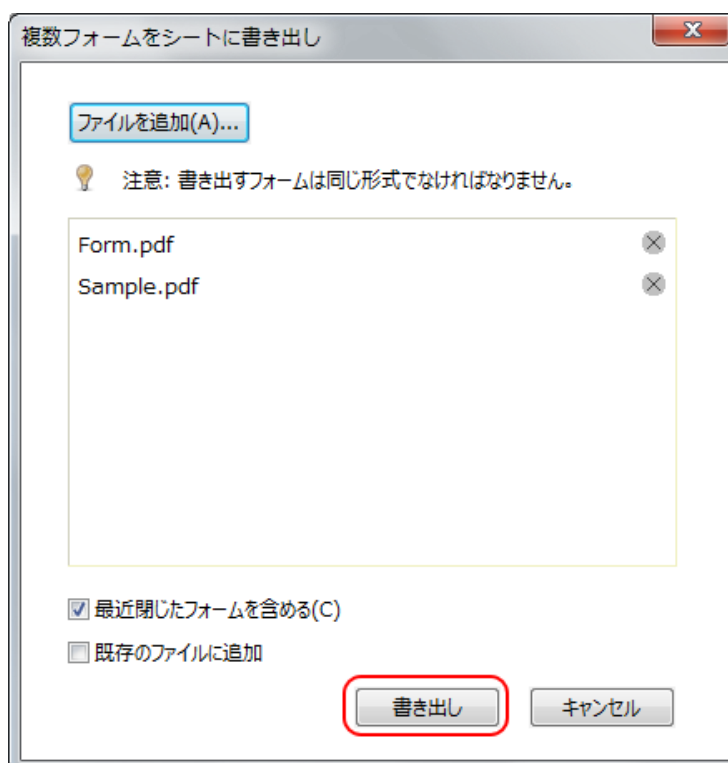 複数フォームをシートに書き出し
ファイルを追加(A)...
注意: 書き出すフォームは同じ形式でなければなりません。
Form.pdf
Sample.pdf
最近閉じたフォームを含める(C)
既存のファイルに追加
書き出し キャンセル